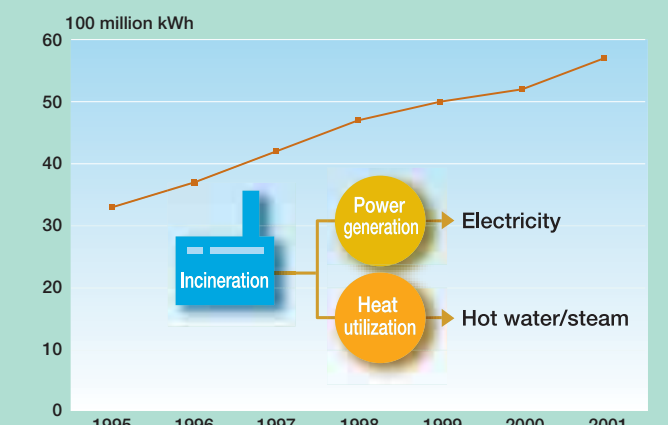 100 million kWh
60
50
40
30
20
10
0
Incineration
Power
generation
Electricity
Heat
utilization
Hot water/steam
1995 1996 1997 1998 1999 2000 2001